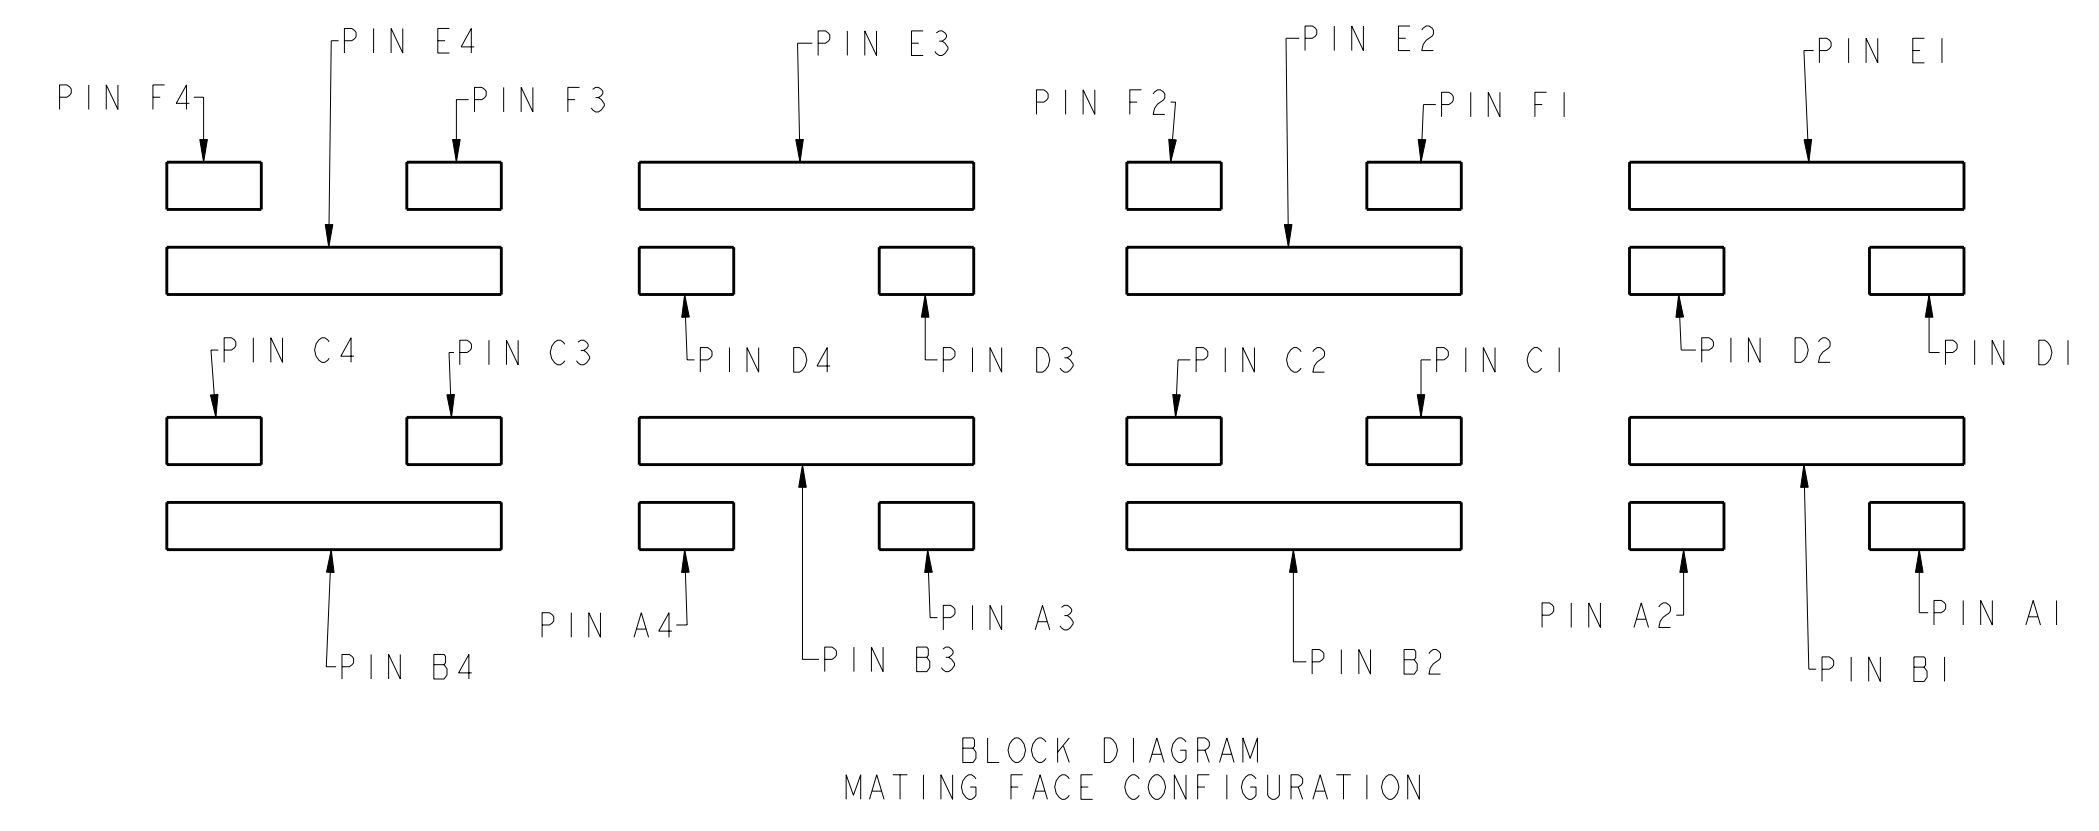 PIN E4
PIN E3
PIN E2
PIN E1
PIN F4
PIN F3
PIN F2
PIN F1
PIN C4
PIN C3
PIN D4
PIN D3
PIN C2
PIN C1
PIN D2
PIN D1
PIN A4
PIN A3
PIN A2
PIN A1
PIN B4
PIN B3
PIN B2
PIN B1
BLOCK DIAGRAM
MATING FACE CONFIGURATION